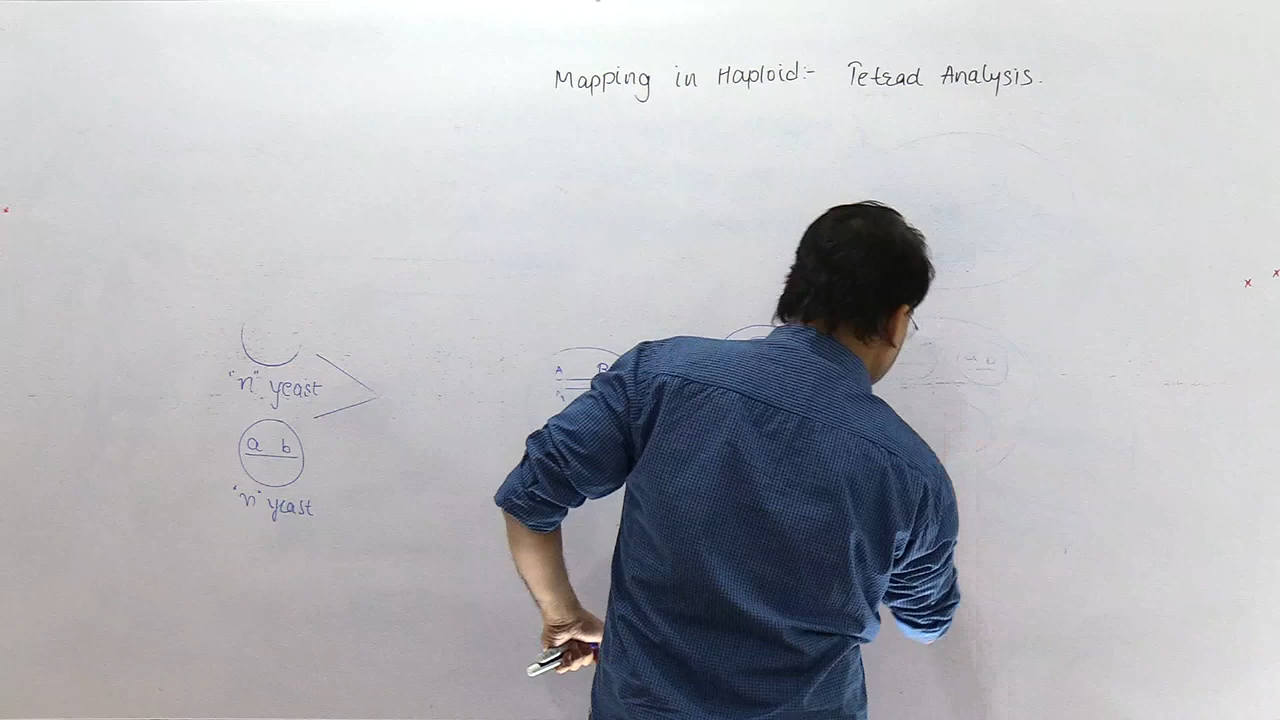 Mapping in Haploid:- Tetrad Analysis.
"n" yeast
a b
"n" yeast
A B